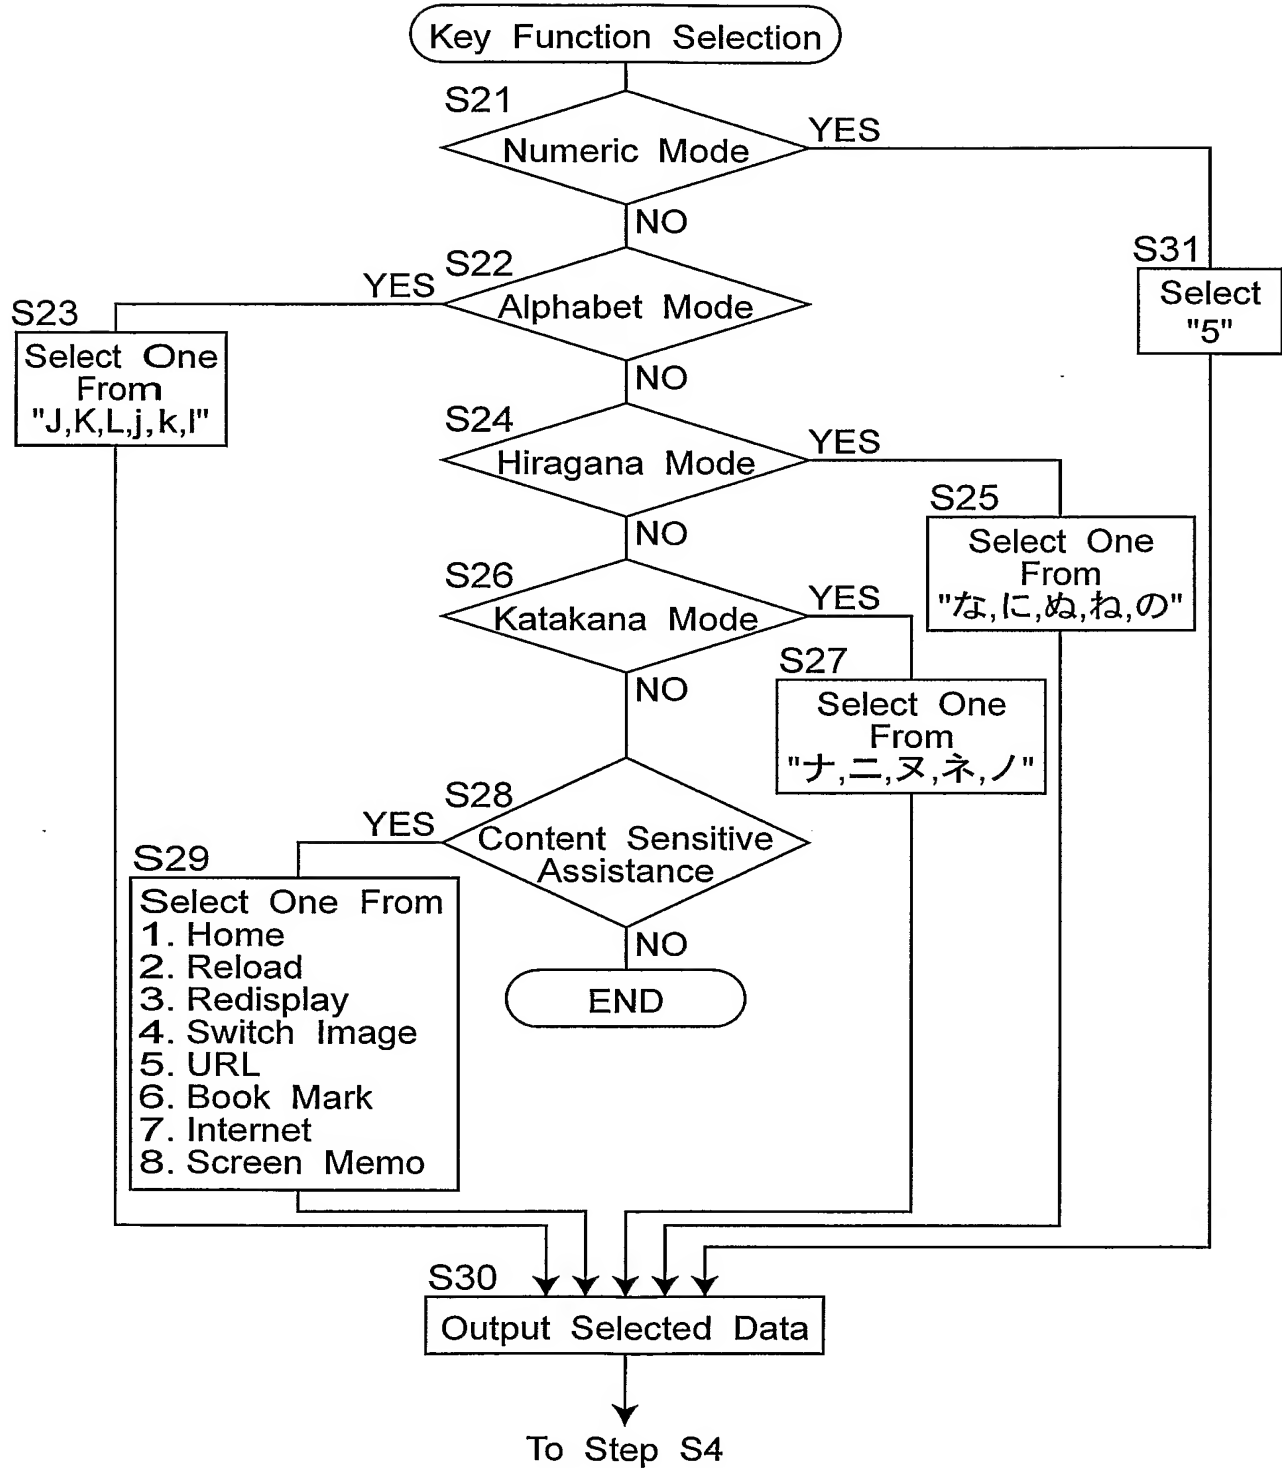 Key Function Selection
S21
YES
Numeric Mode
NO
S31
Select
"5"
S22
YES
Alphabet Mode
NO
S23
Select One
From
"J,K,L,j,k,l"
S24
YES
Hiragana Mode
NO
S25
Select One
From
"な,に,ぬ,ね,の"
S26
YES
Katakana Mode
NO
S27
Select One
From
"ナ,ニ,ヌ,ネ,ノ"
S28
YES
Content Sensitive
Assistance
NO
END
S29
Select One From
1. Home
2. Reload
3. Redisplay
4. Switch Image
5. URL
6. Book Mark
7. Internet
8. Screen Memo
S30
Output Selected Data
To Step S4